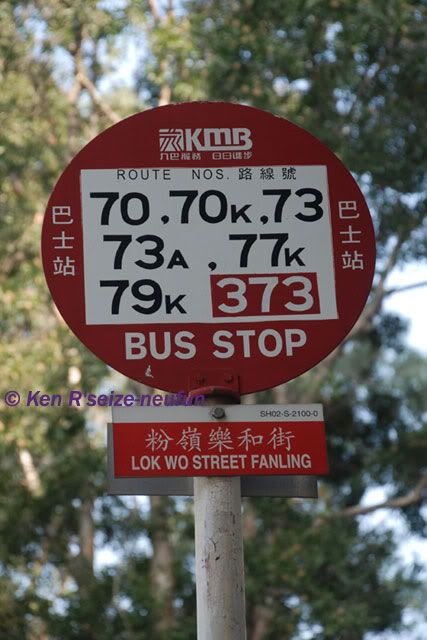 KMB
九巴服務 日日進步
ROUTE NOS. 路線號
70, 70K, 73
73A, 77K
79K 373
巴士站
巴士站
BUS STOP
© Ken R'seize-neufun
SH02-S-2100-0
粉嶺樂和街
LOK WO STREET FANLING